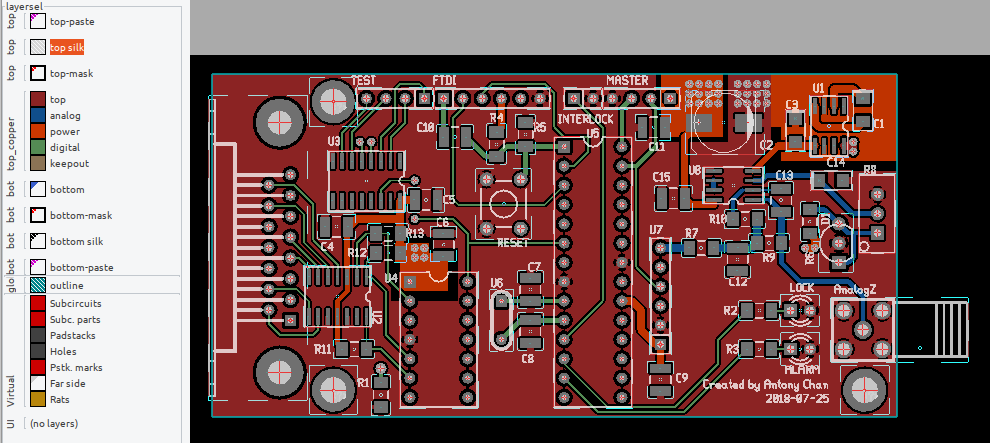 layersel
top
top-paste
top
top silk
top
top-mask
top_copper
top
analog
power
digital
keepout
bot
bottom
bot
bottom-mask
bot
bottom silk
bot
bottom-paste
glob
outline
Virtual
Subcircuits
Subc. parts
Padstacks
Holes
Pstk. marks
Far side
Rats
UI
(no layers)
TEST
FTDI
MASTER
INTERLOCK
U1
C3
C1
C2
C14
R4
R5
C10
U3
U5
C11
U8
C13
R8
C15
C5
C4
C6
R13
R12
RESET
R10
R7
U7
R9
R6
C12
U4
U6
C7
C8
U2
R11
R1
C9
LOCK
AnalogZ
R2
R3
ALARM
Created by Antony Chan
2018-07-25